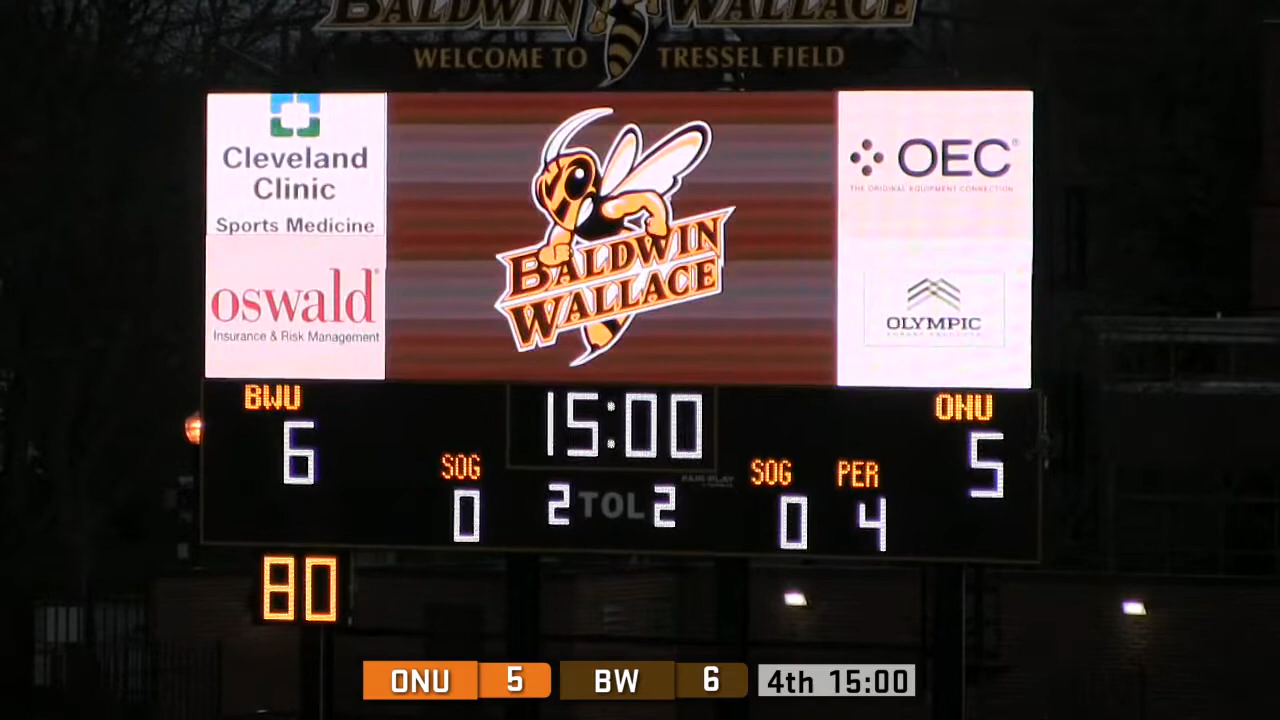 BALDWIN WALLACE
WELCOME TO TRESSEL FIELD
Cleveland
Clinic
Sports Medicine
oswald
Insurance & Risk Management
BALDWIN
WALLACE
OEC
THE ORIGINAL EQUIPMENT CONNECTION
OLYMPIC
BWU
6
15:00
ONU
5
SOG
0
2 TOL 2
SOG
0
PER
4
80
ONU 5 BW 6 4th 15:00